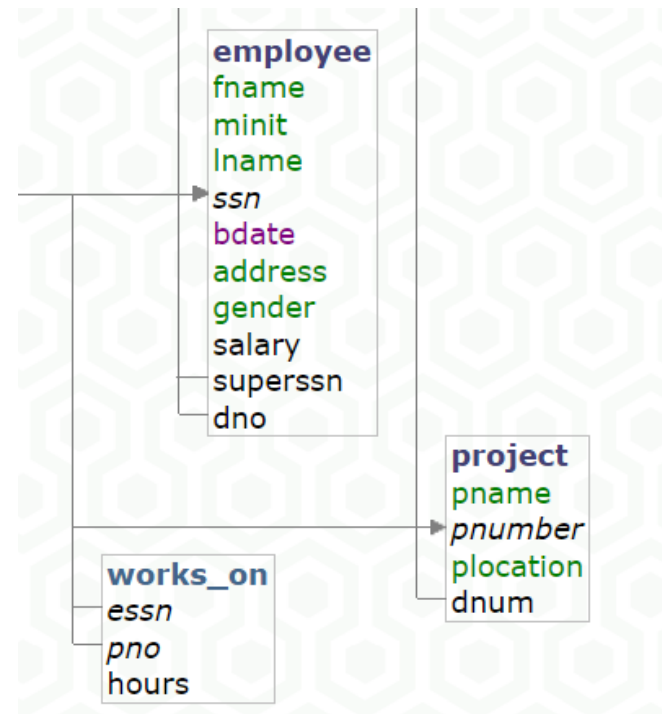 employee
fname
minit
lname
ssn
bdate
address
gender
salary
superssn
dno
project
pname
pnumber
plocation
dnum
works_on
essn
pno
hours